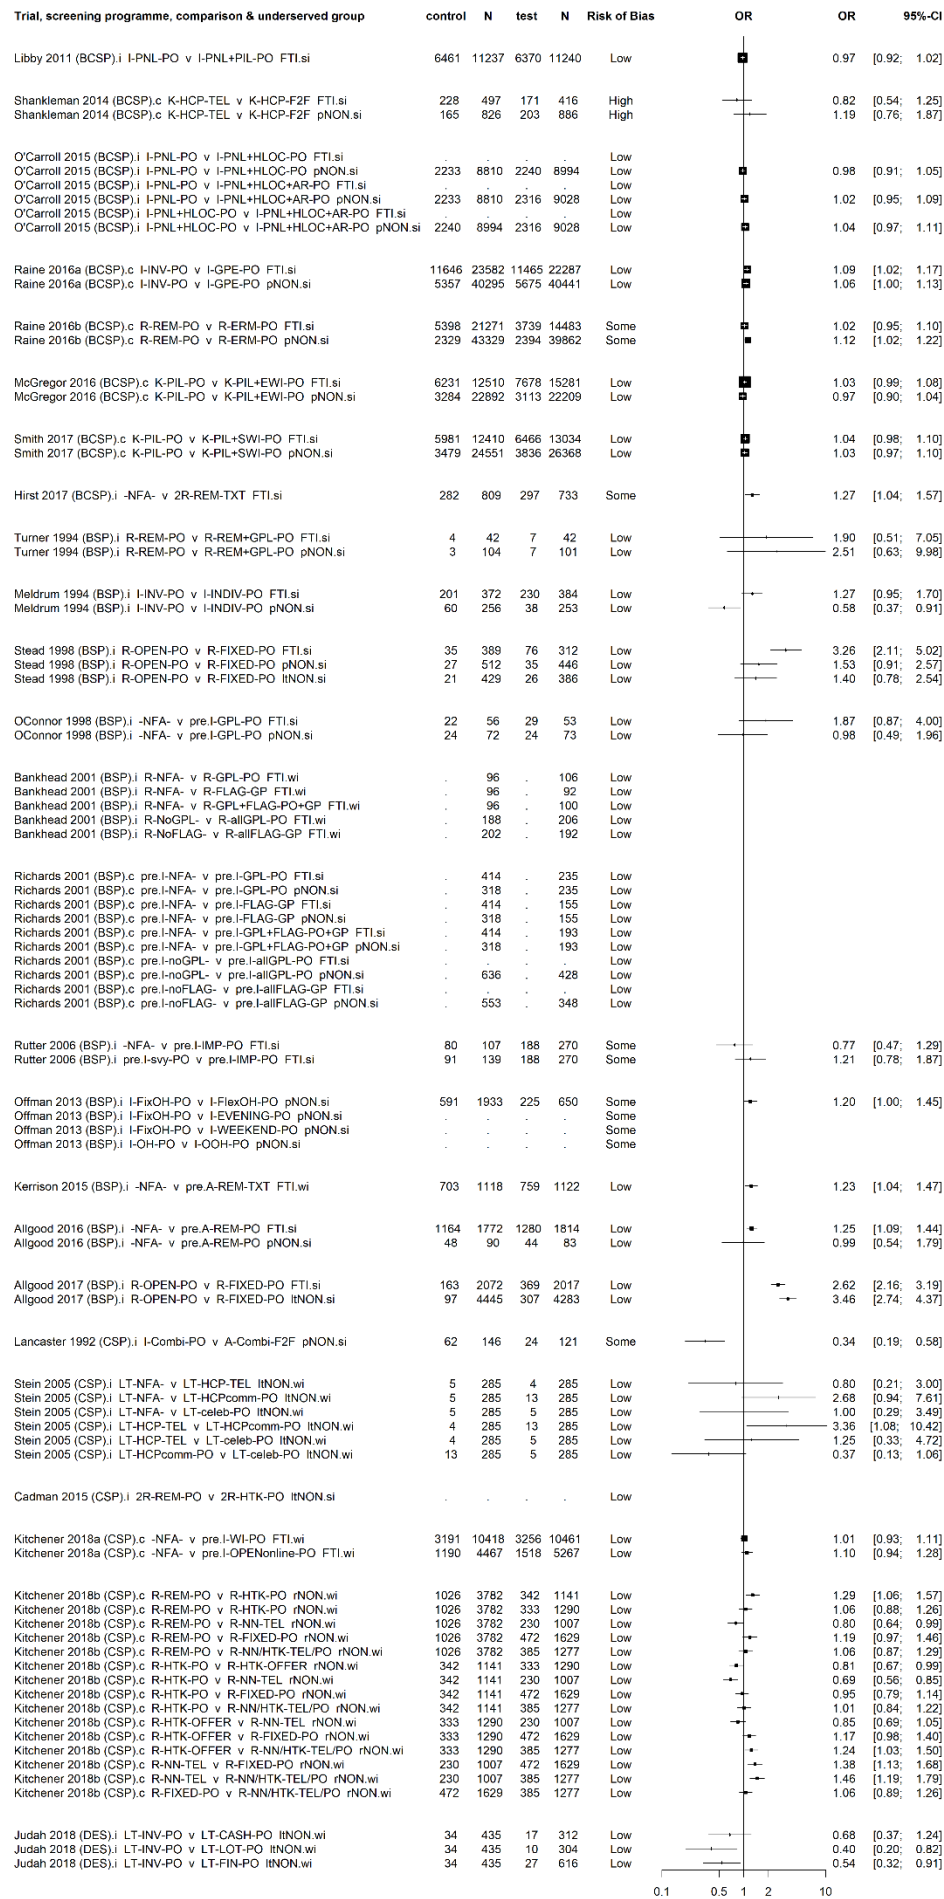 Trial, screening programme, comparison & underserved group control N test N Risk of Bias OR OR 95%-CI
Libby 2011 (BCSP).i I-PNL-PO v I-PNL+PIL-PO FTI.si 6461 11237 6370 11240 Low 0.97 [0.92; 1.02]
Shankleman 2014 (BCSP).c K-HCP-TEL v K-HCP-F2F FTI.si 228 497 171 416 High 0.82 [0.54; 1.25]
Shankleman 2014 (BCSP).c K-HCP-TEL v K-HCP-F2F pNON.si 165 826 203 886 High 1.19 [0.76; 1.87]
O'Carroll 2015 (BCSP).i I-PNL-PO v I-PNL+HLOC-PO FTI.si . . . . Low
O'Carroll 2015 (BCSP).i I-PNL-PO v I-PNL+HLOC-PO pNON.si 2233 8810 2240 8994 Low 0.98 [0.91; 1.05]
O'Carroll 2015 (BCSP).i I-PNL-PO v I-PNL+HLOC+AR-PO FTI.si . . . . Low
O'Carroll 2015 (BCSP).i I-PNL-PO v I-PNL+HLOC+AR-PO pNON.si 2233 8810 2316 9028 Low 1.02 [0.95; 1.09]
O'Carroll 2015 (BCSP).i I-PNL+HLOC-PO v I-PNL+HLOC+AR-PO FTI.si . . . . Low
O'Carroll 2015 (BCSP).i I-PNL+HLOC-PO v I-PNL+HLOC+AR-PO pNON.si 2240 8994 2316 9028 Low 1.04 [0.97; 1.11]
Raine 2016a (BCSP).c I-INV-PO v I-GPE-PO FTI.si 11646 23582 11465 22287 Low 1.09 [1.02; 1.17]
Raine 2016a (BCSP).c I-INV-PO v I-GPE-PO pNON.si 5357 40295 5675 40441 Low 1.06 [1.00; 1.13]
Raine 2016b (BCSP).c R-REM-PO v R-ERM-PO FTI.si 5398 21271 3739 14483 Some 1.02 [0.95; 1.10]
Raine 2016b (BCSP).c R-REM-PO v R-ERM-PO pNON.si 2329 43329 2394 39862 Some 1.12 [1.02; 1.22]
McGregor 2016 (BCSP).c K-PIL-PO v K-PIL+EWI-PO FTI.si 6231 12510 7678 15281 Low 1.03 [0.99; 1.08]
McGregor 2016 (BCSP).c K-PIL-PO v K-PIL+EWI-PO pNON.si 3284 22892 3113 22209 Low 0.97 [0.90; 1.04]
Smith 2017 (BCSP).c K-PIL-PO v K-PIL+SWI-PO FTI.si 5981 12410 6466 13034 Low 1.04 [0.98; 1.10]
Smith 2017 (BCSP).c K-PIL-PO v K-PIL+SWI-PO pNON.si 3479 24551 3836 26368 Low 1.03 [0.97; 1.10]
Hirst 2017 (BCSP).i -NFA- v 2R-REM-TXT FTI.si 282 809 297 733 Some 1.27 [1.04; 1.57]
Turner 1994 (BSP).i R-REM-PO v R-REM+GPL-PO FTI.si 4 42 7 42 Low 1.90 [0.51; 7.05]
Turner 1994 (BSP).i R-REM-PO v R-REM+GPL-PO pNON.si 3 104 7 101 Low 2.51 [0.63; 9.98]
Meldrum 1994 (BSP).i I-INV-PO v I-INDIV-PO FTI.si 201 372 230 384 Low 1.27 [0.95; 1.70]
Meldrum 1994 (BSP).i I-INV-PO v I-INDIV-PO pNON.si 60 256 38 253 Low 0.58 [0.37; 0.91]
Stead 1998 (BSP).i R-OPEN-PO v R-FIXED-PO FTI.si 35 389 76 312 Low 3.26 [2.11; 5.02]
Stead 1998 (BSP).i R-OPEN-PO v R-FIXED-PO pNON.si 27 512 35 446 Low 1.53 [0.91; 2.57]
Stead 1998 (BSP).i R-OPEN-PO v R-FIXED-PO ltNON.si 21 429 26 386 Low 1.40 [0.78; 2.54]
OConnor 1998 (BSP).i -NFA- v pre.I-GPL-PO FTI.si 22 56 29 53 Low 1.87 [0.87; 4.00]
OConnor 1998 (BSP).i -NFA- v pre.I-GPL-PO pNON.si 24 72 24 73 Low 0.98 [0.49; 1.96]
Bankhead 2001 (BSP).i R-NFA- v R-GPL-PO FTI.wi . 96 . 106 Low
Bankhead 2001 (BSP).i R-NFA- v R-FLAG-GP FTI.wi . 96 . 92 Low
Bankhead 2001 (BSP).i R-NFA- v R-GPL+FLAG-PO+GP FTI.wi . 96 . 100 Low
Bankhead 2001 (BSP).i R-NoGPL- v R-allGPL-PO FTI.wi . 188 . 206 Low
Bankhead 2001 (BSP).i R-NoFLAG- v R-allFLAG-GP FTI.wi . 202 . 192 Low
Richards 2001 (BSP).c pre.I-NFA- v pre.I-GPL-PO FTI.si . 414 . 235 Low
Richards 2001 (BSP).c pre.I-NFA- v pre.I-GPL-PO pNON.si . 318 . 235 Low
Richards 2001 (BSP).c pre.I-NFA- v pre.I-FLAG-GP FTI.si . 414 . 155 Low
Richards 2001 (BSP).c pre.I-NFA- v pre.I-FLAG-GP pNON.si . 318 . 155 Low
Richards 2001 (BSP).c pre.I-NFA- v pre.I-GPL+FLAG-PO+GP FTI.si . 414 . 193 Low
Richards 2001 (BSP).c pre.I-NFA- v pre.I-GPL+FLAG-PO+GP pNON.si . 318 . 193 Low
Richards 2001 (BSP).c pre.I-noGPL- v pre.I-allGPL-PO FTI.si . . . . Low
Richards 2001 (BSP).c pre.I-noGPL- v pre.I-allGPL-PO pNON.si . 636 . 428 Low
Richards 2001 (BSP).c pre.I-noFLAG- v pre.I-allFLAG-GP FTI.si . . . . Low
Richards 2001 (BSP).c pre.I-noFLAG- v pre.I-allFLAG-GP pNON.si . 553 . 348 Low
Rutter 2006 (BSP).i -NFA- v pre.I-IMP-PO FTI.si 80 107 188 270 Some 0.77 [0.47; 1.29]
Rutter 2006 (BSP).i pre.I-svy-PO v pre.I-IMP-PO FTI.si 91 139 188 270 Some 1.21 [0.78; 1.87]
Offman 2013 (BSP).i I-FixOH-PO v I-FlexOH-PO pNON.si 591 1933 225 650 Some 1.20 [1.00; 1.45]
Offman 2013 (BSP).i I-FixOH-PO v I-EVENING-PO pNON.si . . . . Some
Offman 2013 (BSP).i I-FixOH-PO v I-WEEKEND-PO pNON.si . . . . Some
Offman 2013 (BSP).i I-OH-PO v I-OOH-PO pNON.si . . . . Some
Kerrison 2015 (BSP).i -NFA- v pre.A-REM-TXT FTI.wi 703 1118 759 1122 Low 1.23 [1.04; 1.47]
Allgood 2016 (BSP).i -NFA- v pre.A-REM-PO FTI.si 1164 1772 1280 1814 Low 1.25 [1.09; 1.44]
Allgood 2016 (BSP).i -NFA- v pre.A-REM-PO pNON.si 48 90 44 83 Low 0.99 [0.54; 1.79]
Allgood 2017 (BSP).i R-OPEN-PO v R-FIXED-PO FTI.si 163 2072 369 2017 Low 2.62 [2.16; 3.19]
Allgood 2017 (BSP).i R-OPEN-PO v R-FIXED-PO ltNON.si 97 4445 307 4283 Low 3.46 [2.74; 4.37]
Lancaster 1992 (CSP).i I-Combi-PO v A-Combi-F2F pNON.si 62 146 24 121 Some 0.34 [0.19; 0.58]
Stein 2005 (CSP).i LT-NFA- v LT-HCP-TEL ltNON.wi 5 285 4 285 Low 0.80 [0.21; 3.00]
Stein 2005 (CSP).i LT-NFA- v LT-HCPcomm-PO ltNON.wi 5 285 13 285 Low 2.68 [0.94; 7.61]
Stein 2005 (CSP).i LT-NFA- v LT-celeb-PO ltNON.wi 5 285 5 285 Low 1.00 [0.29; 3.49]
Stein 2005 (CSP).i LT-HCP-TEL v LT-HCPcomm-PO ltNON.wi 4 285 13 285 Low 3.36 [1.08; 10.42]
Stein 2005 (CSP).i LT-HCP-TEL v LT-celeb-PO ltNON.wi 4 285 5 285 Low 1.25 [0.33; 4.72]
Stein 2005 (CSP).i LT-HCPcomm-PO v LT-celeb-PO ltNON.wi 13 285 5 285 Low 0.37 [0.13; 1.06]
Cadman 2015 (CSP).i 2R-REM-PO v 2R-HTK-PO ltNON.si . . . . Low
Kitchener 2018a (CSP).c -NFA- v pre.I-WI-PO FTI.wi 3191 10418 3256 10461 Low 1.01 [0.93; 1.11]
Kitchener 2018a (CSP).c -NFA- v pre.I-OPENonline-PO FTI.wi 1190 4467 1518 5267 Low 1.10 [0.94; 1.28]
Kitchener 2018b (CSP).c R-REM-PO v R-HTK-PO rNON.wi 1026 3782 342 1141 Low 1.29 [1.06; 1.57]
Kitchener 2018b (CSP).c R-REM-PO v R-HTK-PO rNON.wi 1026 3782 333 1290 Low 1.06 [0.88; 1.26]
Kitchener 2018b (CSP).c R-REM-PO v R-NN-TEL rNON.wi 1026 3782 230 1007 Low 0.80 [0.64; 0.99]
Kitchener 2018b (CSP).c R-REM-PO v R-FIXED-PO rNON.wi 1026 3782 472 1629 Low 1.19 [0.97; 1.46]
Kitchener 2018b (CSP).c R-REM-PO v R-NN/HTK-TEL/PO rNON.wi 1026 3782 385 1277 Low 1.06 [0.87; 1.29]
Kitchener 2018b (CSP).c R-HTK-PO v R-HTK-OFFER rNON.wi 342 1141 333 1290 Low 0.81 [0.67; 0.99]
Kitchener 2018b (CSP).c R-HTK-PO v R-NN-TEL rNON.wi 342 1141 230 1007 Low 0.69 [0.56; 0.85]
Kitchener 2018b (CSP).c R-HTK-PO v R-FIXED-PO rNON.wi 342 1141 472 1629 Low 0.95 [0.79; 1.14]
Kitchener 2018b (CSP).c R-HTK-PO v R-NN/HTK-TEL/PO rNON.wi 342 1141 385 1277 Low 1.01 [0.84; 1.22]
Kitchener 2018b (CSP).c R-HTK-OFFER v R-NN-TEL rNON.wi 333 1290 230 1007 Low 0.85 [0.69; 1.05]
Kitchener 2018b (CSP).c R-HTK-OFFER v R-FIXED-PO rNON.wi 333 1290 472 1629 Low 1.17 [0.98; 1.40]
Kitchener 2018b (CSP).c R-HTK-OFFER v R-NN/HTK-TEL/PO rNON.wi 333 1290 385 1277 Low 1.24 [1.03; 1.50]
Kitchener 2018b (CSP).c R-NN-TEL v R-FIXED-PO rNON.wi 230 1007 472 1629 Low 1.38 [1.13; 1.68]
Kitchener 2018b (CSP).c R-NN-TEL v R-NN/HTK-TEL/PO rNON.wi 230 1007 385 1277 Low 1.46 [1.19; 1.79]
Kitchener 2018b (CSP).c R-FIXED-PO v R-NN/HTK-TEL/PO rNON.wi 472 1629 385 1277 Low 1.06 [0.89; 1.26]
Judah 2018 (DES).i LT-INV-PO v LT-CASH-PO ltNON.wi 34 435 17 312 Low 0.68 [0.37; 1.24]
Judah 2018 (DES).i LT-INV-PO v LT-LOT-PO ltNON.wi 34 435 10 304 Low 0.40 [0.20; 0.82]
Judah 2018 (DES).i LT-INV-PO v LT-FIN-PO ltNON.wi 34 435 27 616 Low 0.54 [0.32; 0.91]
0.1 0.5 1 2 10